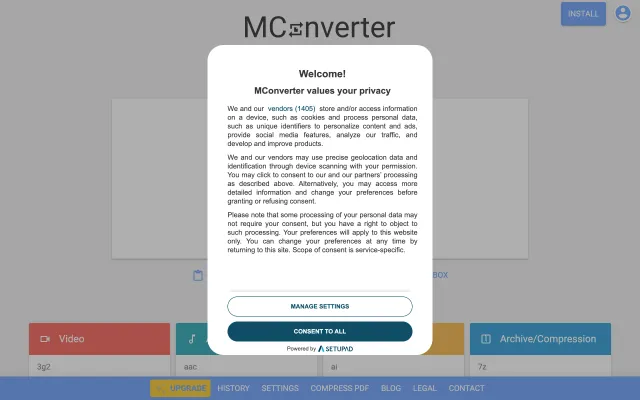 MConverter
INSTALL
Welcome!
MConverter values your privacy
We and our vendors (1405) store and/or access information
on a device, such as cookies and process personal data,
such as unique identifiers to personalize content and ads,
provide social media features, analyze our traffic, and
develop and improve products.
We and our vendors may use precise geolocation data and
identification through device scanning with your permission.
You may click to consent to our and our partners' processing
as described above. Alternatively, you may access more
detailed information and change your preferences before
granting or refusing consent.
Please note that some processing of your personal data may
not require your consent, but you have a right to object to
such processing. Your preferences will apply to this website
only. You can change your preferences at any time by
returning to this site. Scope of consent is service-specific.
BOX
MANAGE SETTINGS
CONSENT TO ALL
Powered by SETUPAD
Video
Archive/Compression
3g2
aac
ai
7z
UPGRADE HISTORY SETTINGS COMPRESS PDF BLOG LEGAL CONTACT